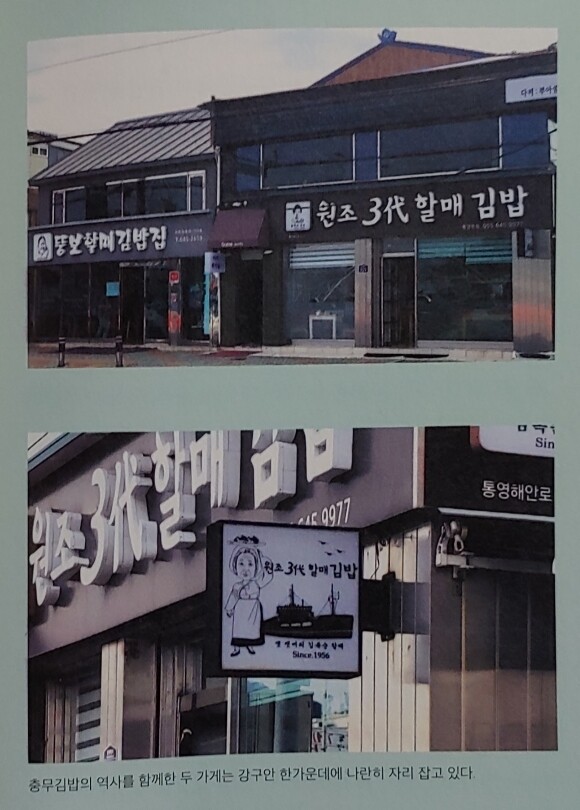 뚱보할매김밥집
원조 3代 할매김밥
원조 3代 할매 김밥
645 9977
Sin
통영해안로
원조 3代 할매김밥
Since.1956
충무김밥의 역사를 함께한 두 가게는 강구안 한가운데에 나란히 자리 잡고 있다.